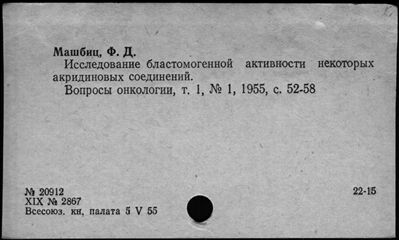 Машбиц, Ф. Д.
Исследование бластомогенной активности некоторых
акридиновых соединений.
Вопросы онкологии, т. 1, № 1, 1955, с. 52-58
№ 20912
22-15
XIX № 2867
Всесоюз. кн, палата 5 V 55